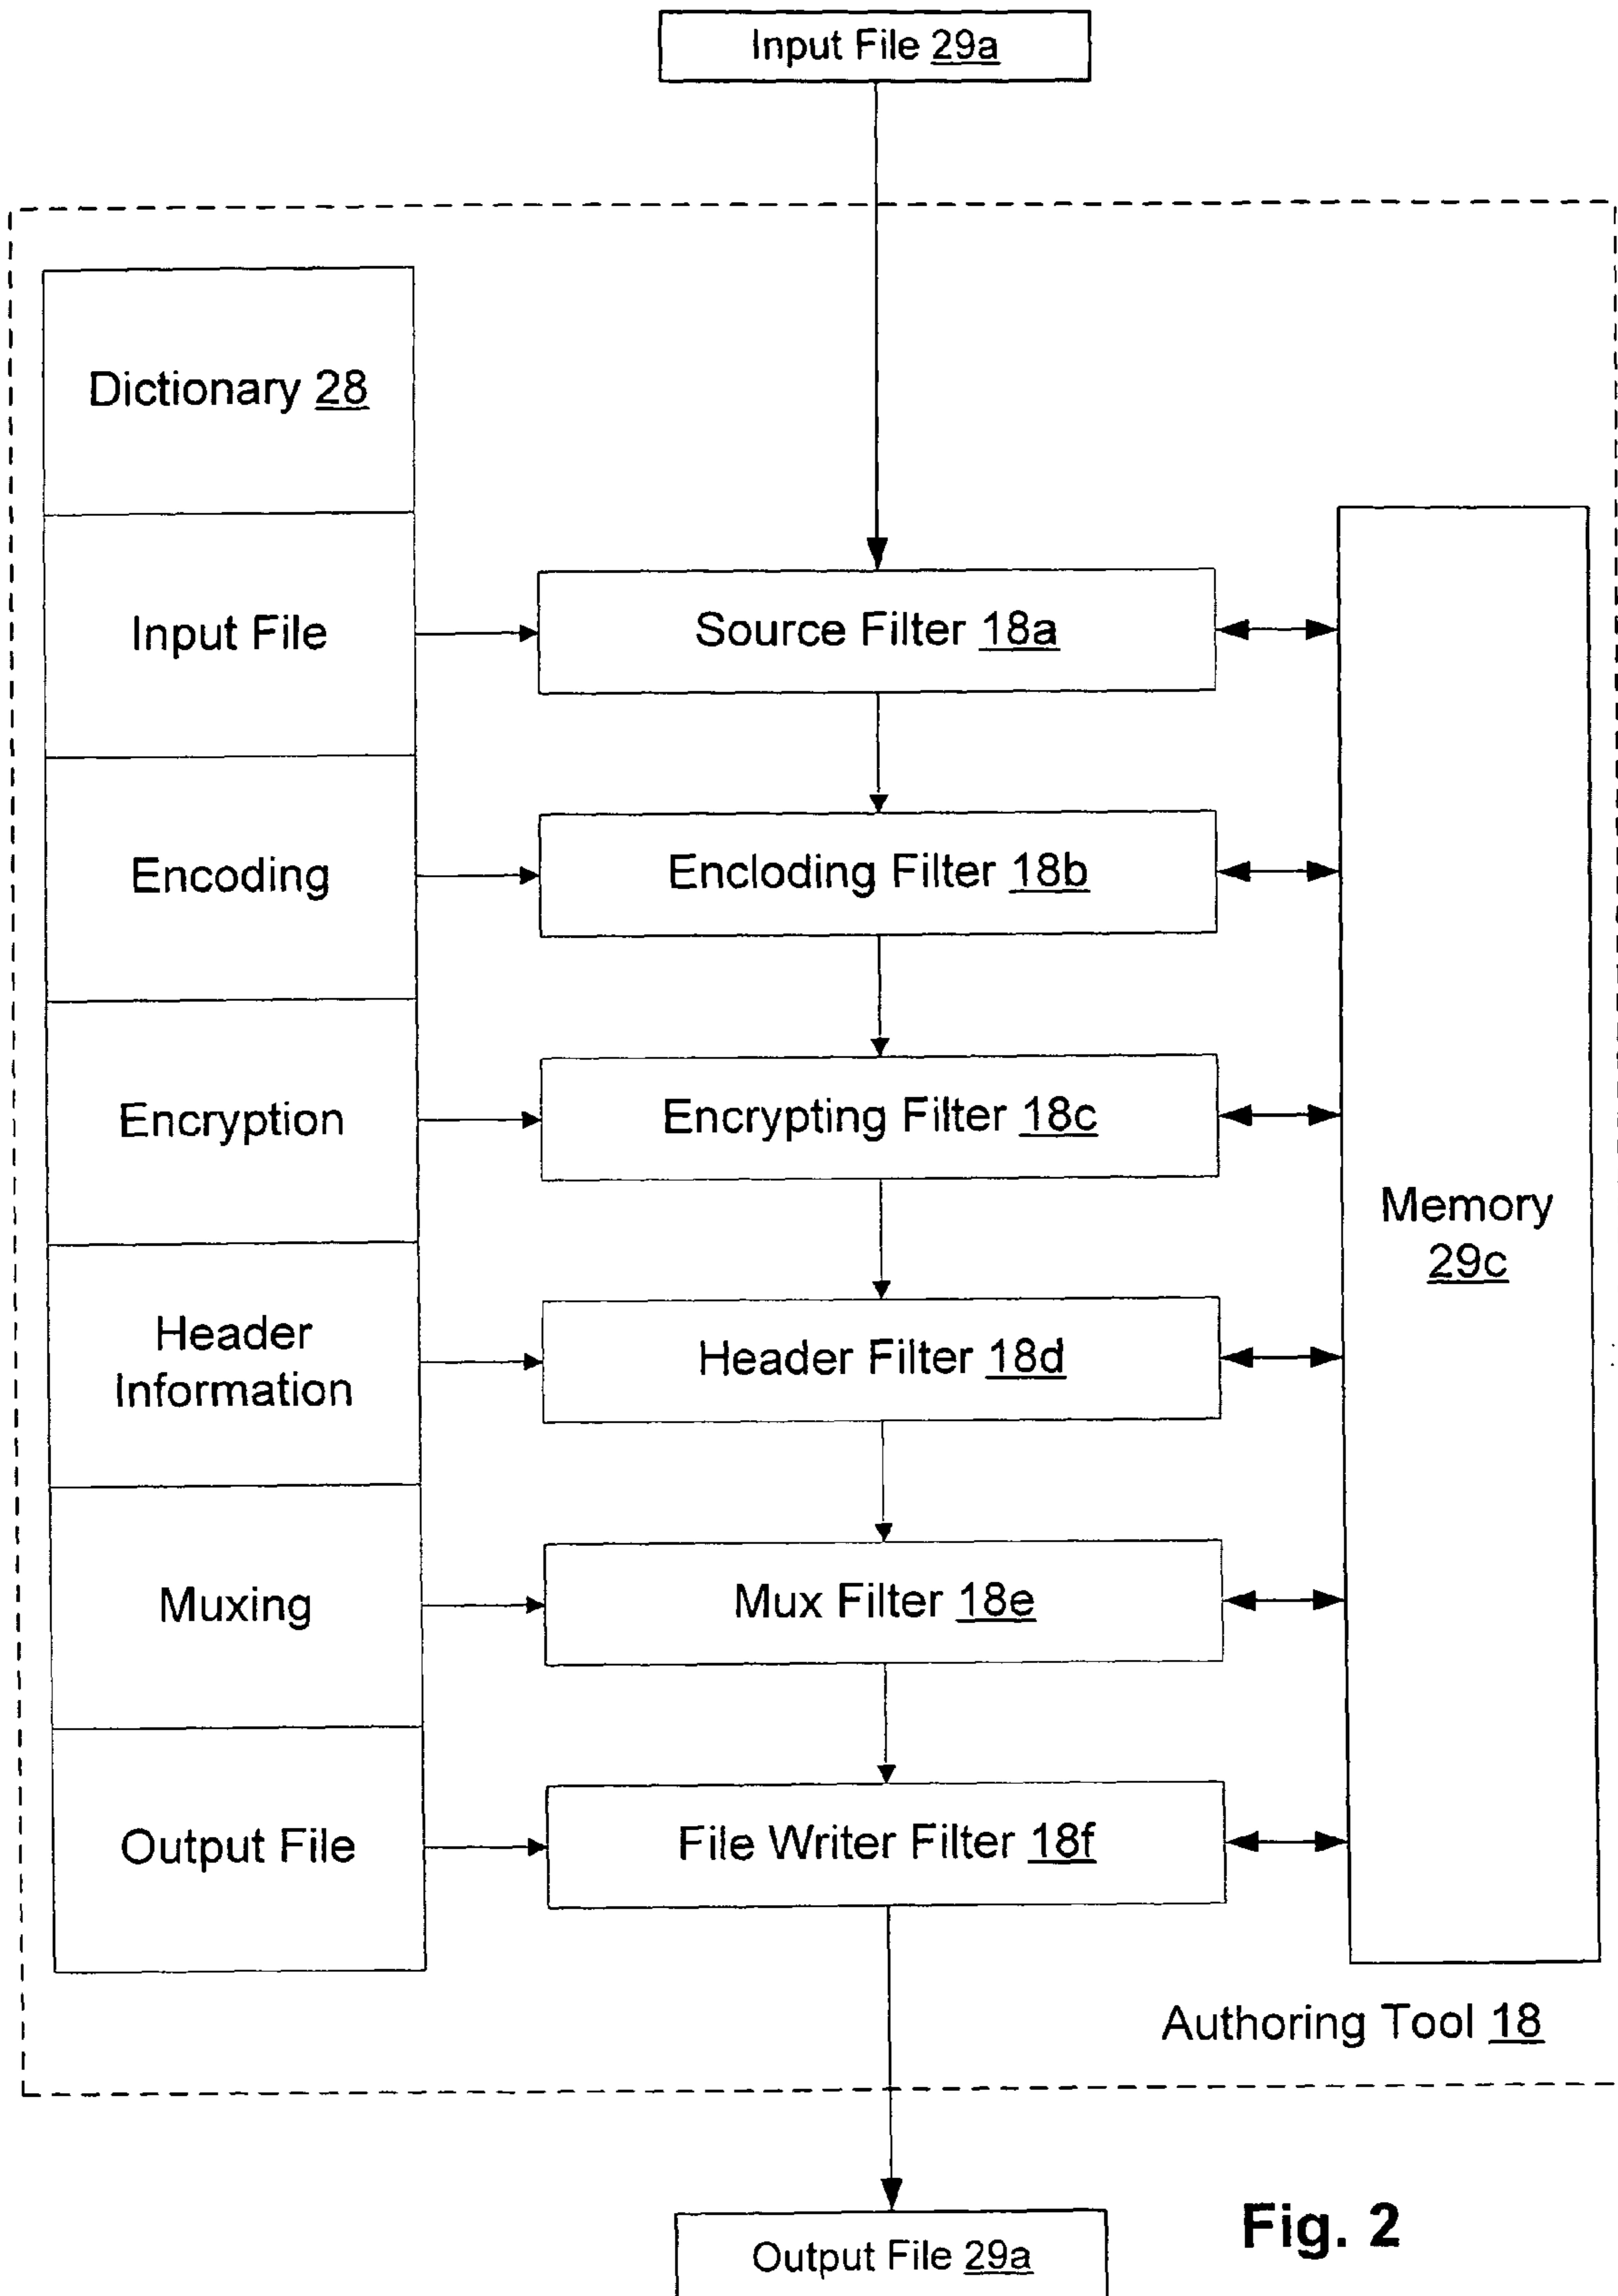 Input File 29a
Dictionary 28
Input File
Source Filter 18a
Encoding
Encloding Filter 18b
Encryption
Encrypting Filter 18c
Memory
29c
Header
Information
Header Filter 18d
Muxing
Mux Filter 18e
Output File
File Writer Filter 18f
Authoring Tool 18
Fig. 2
Output File 29a